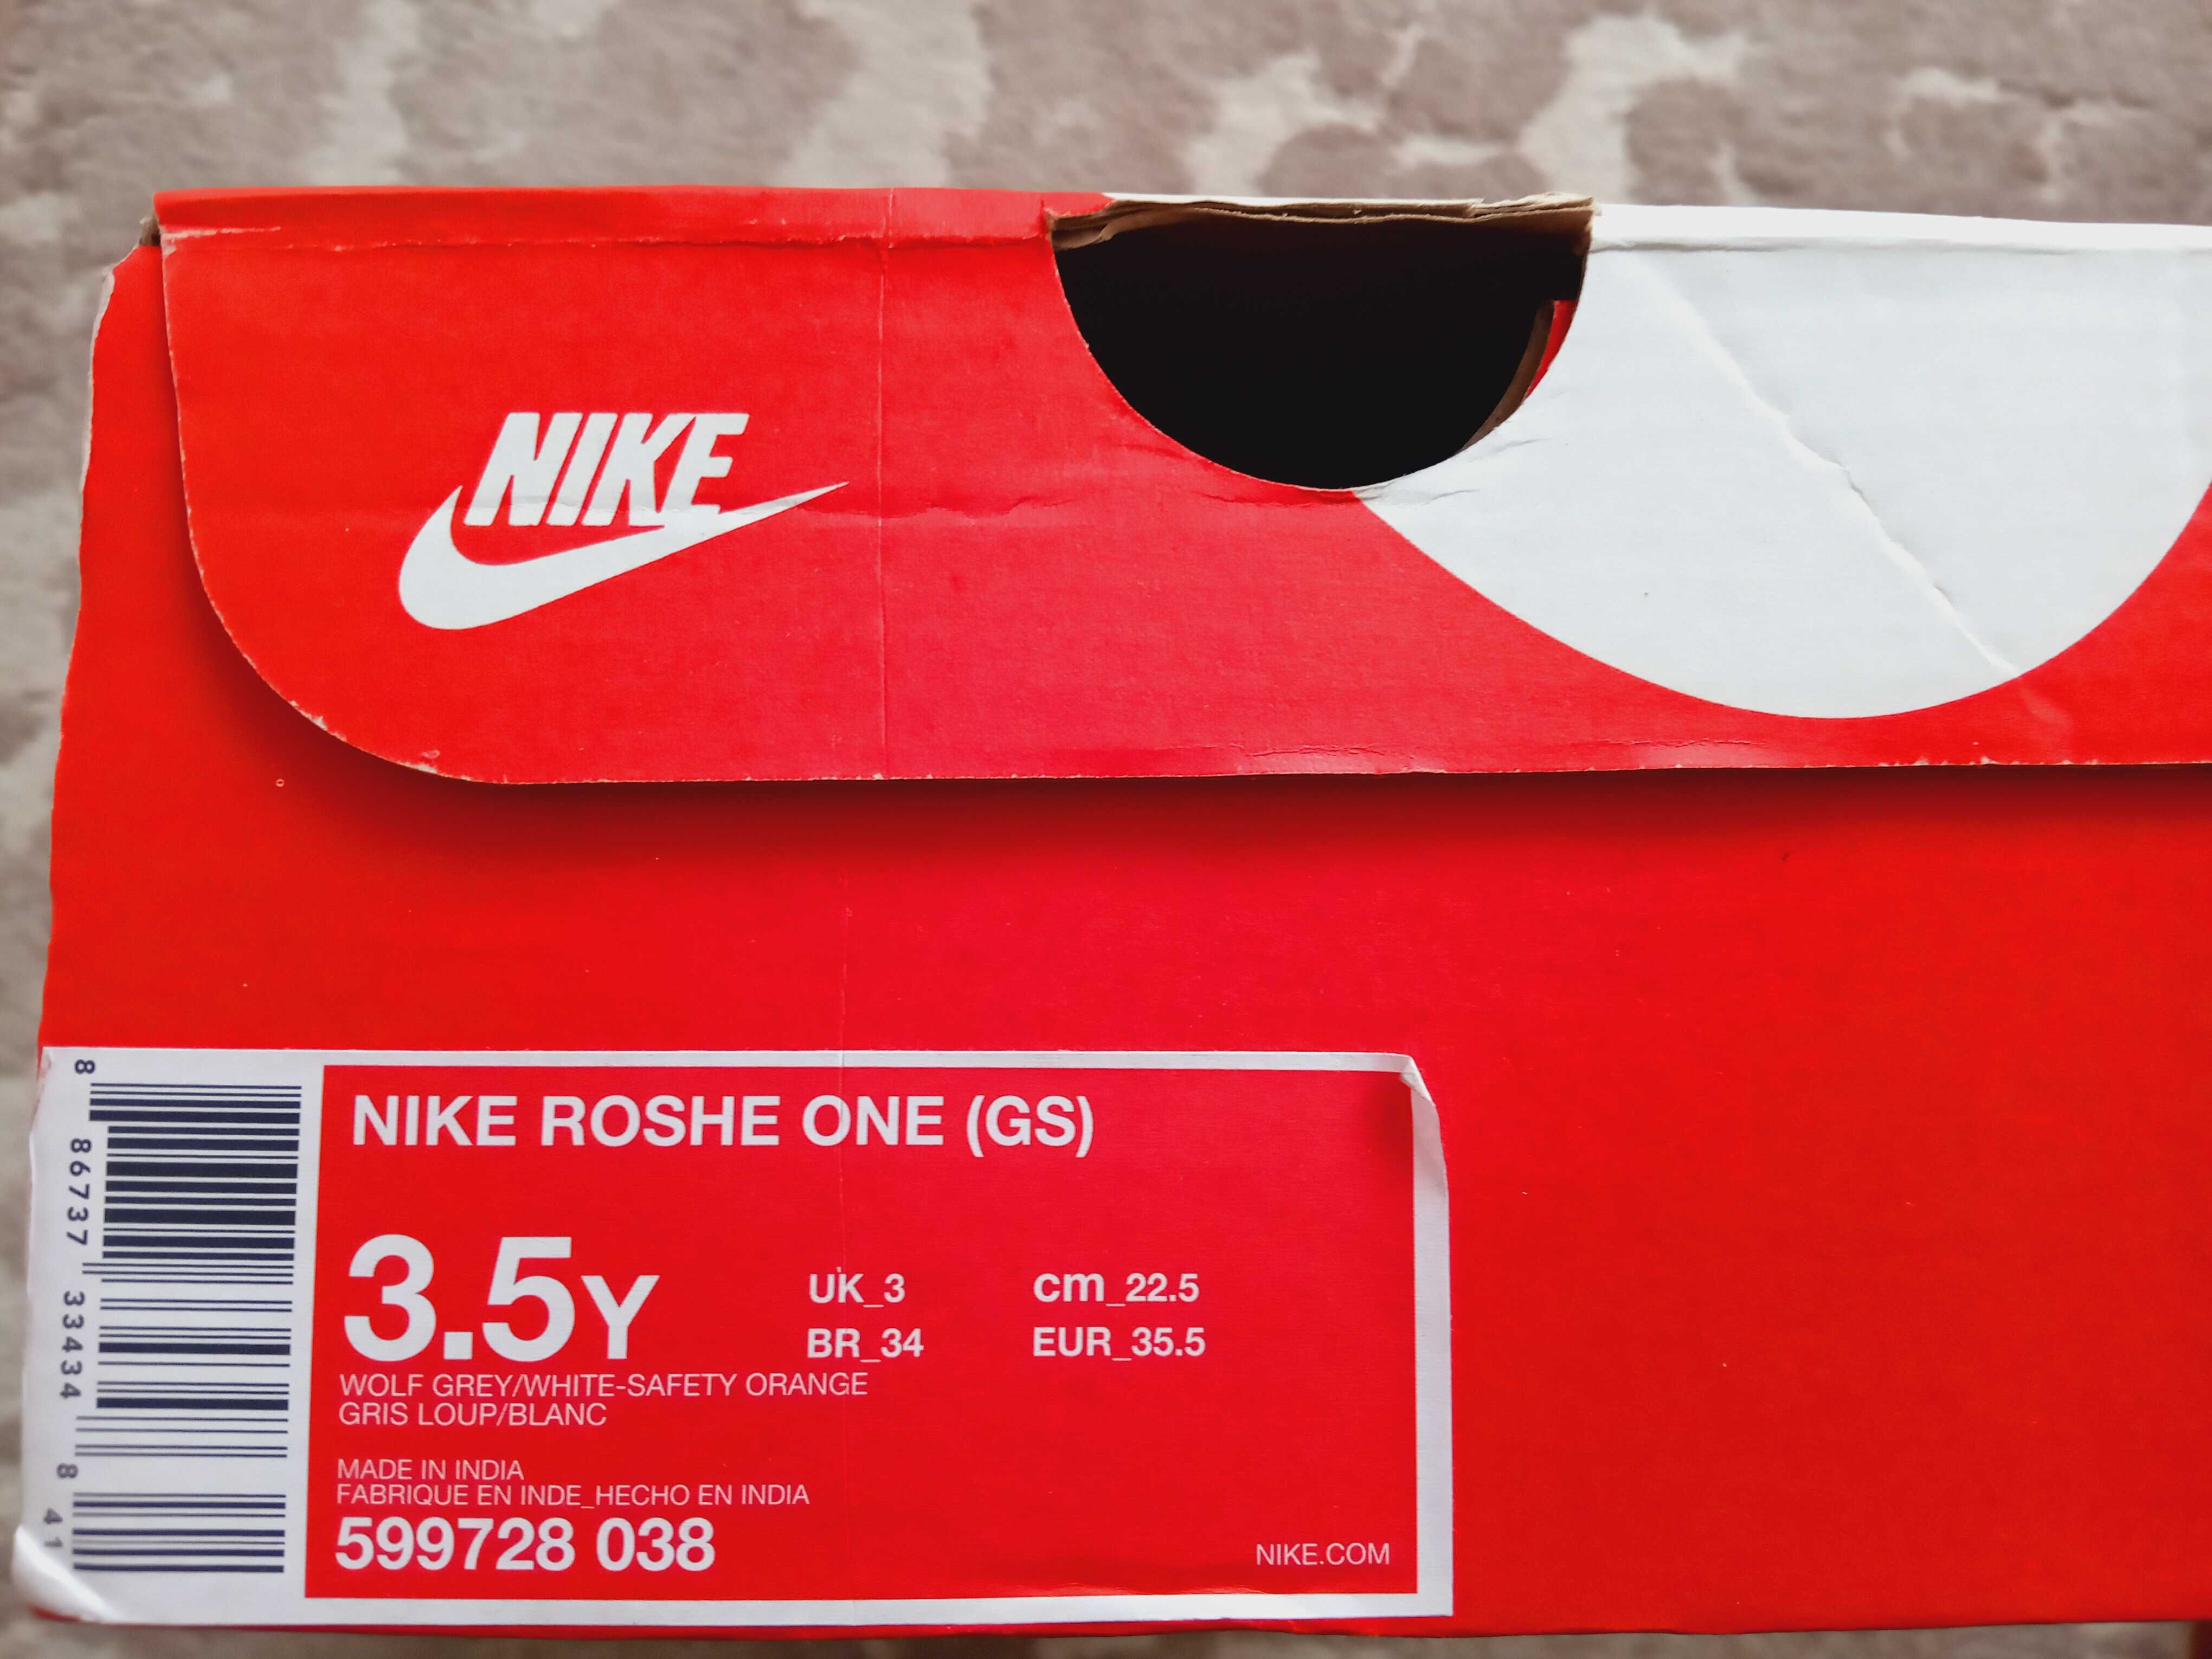 NIKE
NIKE ROSHE ONE (GS)
3.5Y
UK_3
cm_22.5
BR_34
EUR_35.5
WOLF GREY/WHITE-SAFETY ORANGE
GRIS LOUP/BLANC
MADE IN INDIA
FABRIQUE EN INDE_HECHO EN INDIA
599728 038
NIKE.COM
8 86737 33434 8 41